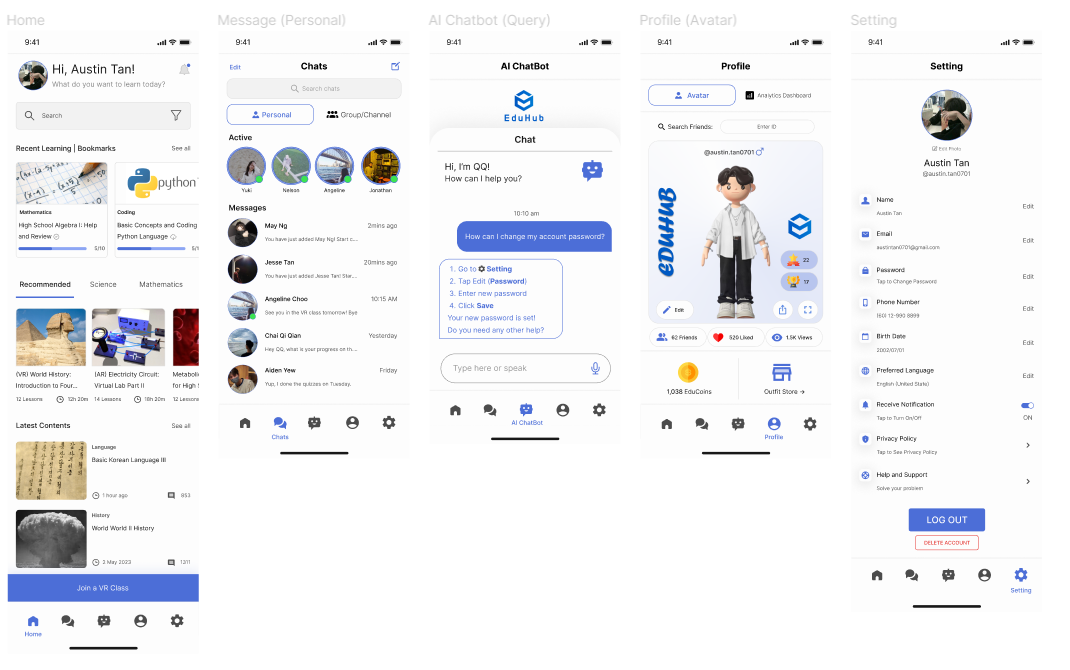 Home
9:41
Hi, Austin Tan!
What do you want to learn today?
Search
Recent Learning | Bookmarks
See all
python
Mathematics
High School Algebra I: Help
and Review
5/10
Coding
Basic Concepts and Coding
Python Language
5/1
Recommended
Science
Mathematics
(VR) World History:
Introduction to Four...
12 Lessons
12h 20m
(AR) Electricity Circuit:
Virtual Lab Part II
14 Lessons
18h 20m
Metaboli
for High S
12 Lessons
Latest Contents
See all
Language
Basic Korean Language III
1 hour ago
853
History
World World II History
2 May 2023
1311
Join a VR Class
Home
Message (Personal)
9:41
Edit
Chats
Search chats
Personal
Group/Channel
Active
Yuki
Nelson
Angeline
Jonathan
Messages
May Ng
2mins ago
You have just added May Ng! Start c...
Jesse Tan
20mins ago
You have just added Jesse Tan! Star...
Angeline Choo
10:15 AM
See you in the VR class tomorrow! Bye
Chai Qi Qian
Yesterday
Hey QQ, what is your progress on th...
Aiden Yew
Friday
Yup, I done the quizzes on Tuesday.
Chats
AI Chatbot (Query)
9:41
AI ChatBot
EduHub
Chat
Hi, I'm QQ!
How can I help you?
10:10 am
How can I change my account password?
1. Go to Setting
2. Tap Edit (Password)
3. Enter new password
4. Click Save
Your new password is set!
Do you need any other help?
Type here or speak
AI ChatBot
Profile (Avatar)
9:41
Profile
Avatar
Analytics Dashboard
Search Friends:
Enter ID
@austin.tan0701
EDUHUB
22
17
Edit
62 Friends
520 Liked
1.5K Views
1,038 EduCoins
Outfit Store →
Profile
Setting
9:41
Setting
Edit Photo
Austin Tan
@austin.tan0701
Name
Austin Tan
Edit
Email
austintan0701@gmail.com
Edit
Password
Tap to Change Password
Edit
Phone Number
(60) 12-990 8899
Edit
Birth Date
2002/07/01
Edit
Preferred Language
English (United State)
Edit
Receive Notification
Tap to Turn On/Off
ON
Privacy Policy
Tap to See Privacy Policy
Help and Support
Solve your problem
LOG OUT
DELETE ACCOUNT
Setting